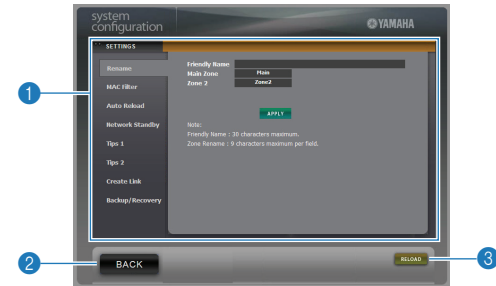 system
configuration
YAMAHA
SETTINGS
Rename
MAC Filter
Auto Reload
Network Standby
Tips 1
Tips 2
Create Link
Backup/Recovery
Friendly Name
Main Zone Main
Zone 2 Zone2
APPLY
Note:
Friendly Name : 30 characters maximum.
Zone Rename : 9 characters maximum per field.
BACK
RELOAD
1
2
3